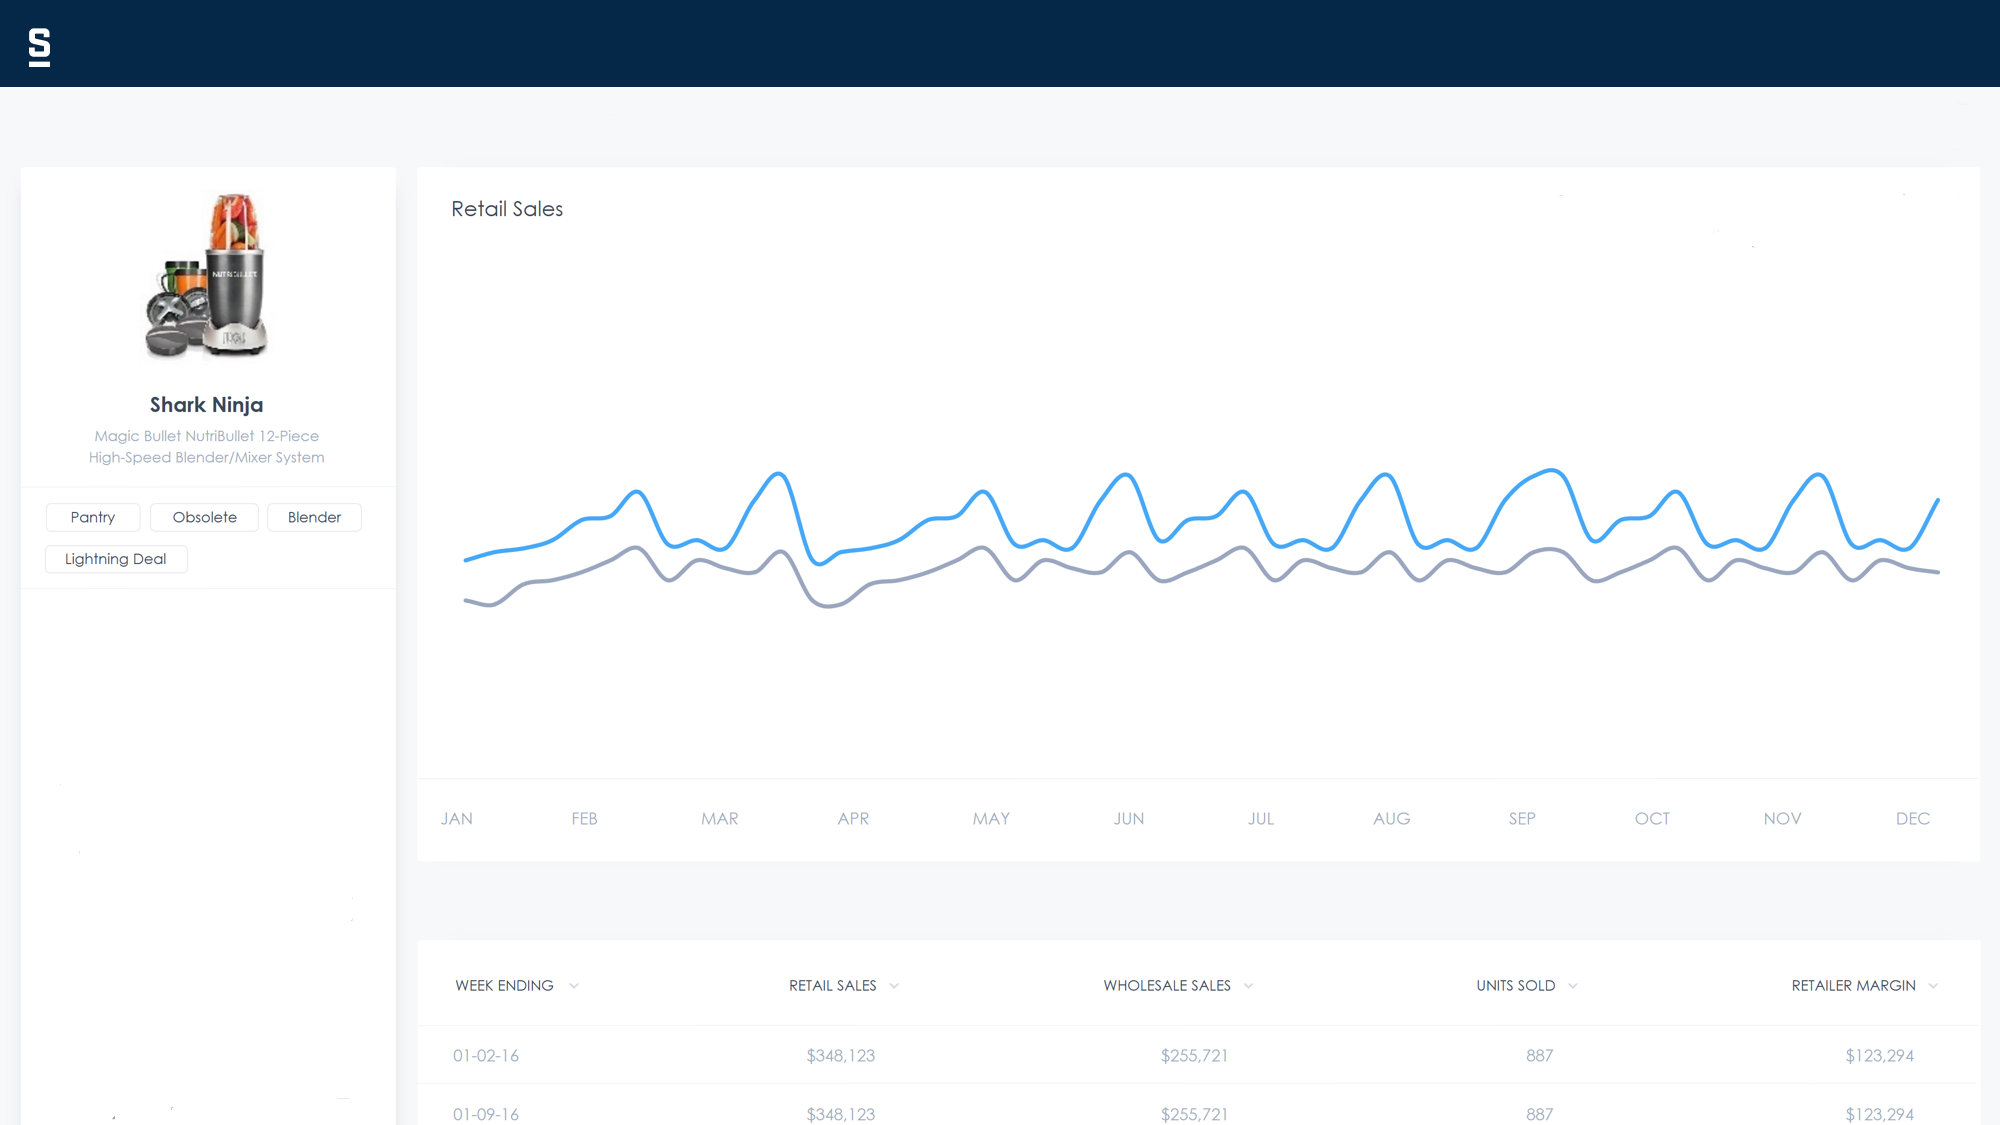 S
NUTRIBULLET
Shark Ninja
Magic Bullet NutriBullet 12-Piece
High-Speed Blender/Mixer System
Pantry
Obsolete
Blender
Lightning Deal
Retail Sales
JAN FEB MAR APR MAY JUN JUL AUG SEP OCT NOV DEC
WEEK ENDING RETAIL SALES WHOLESALE SALES UNITS SOLD RETAILER MARGIN
01-02-16 $348,123 $255,721 887 $123,294
01-09-16 $348,123 $255,721 887 $123,294